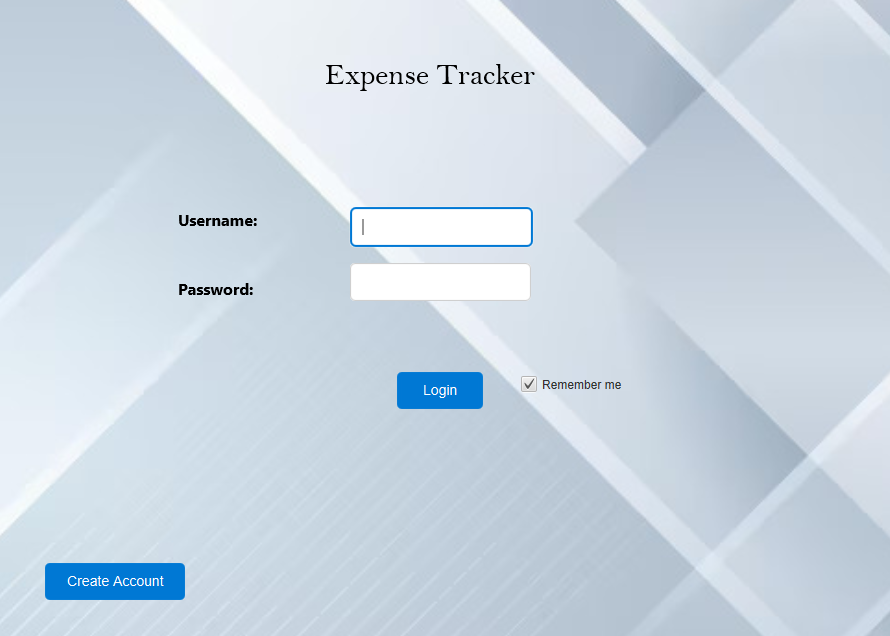 Expense Tracker
Username:
Password:
Login
Remember me
Create Account